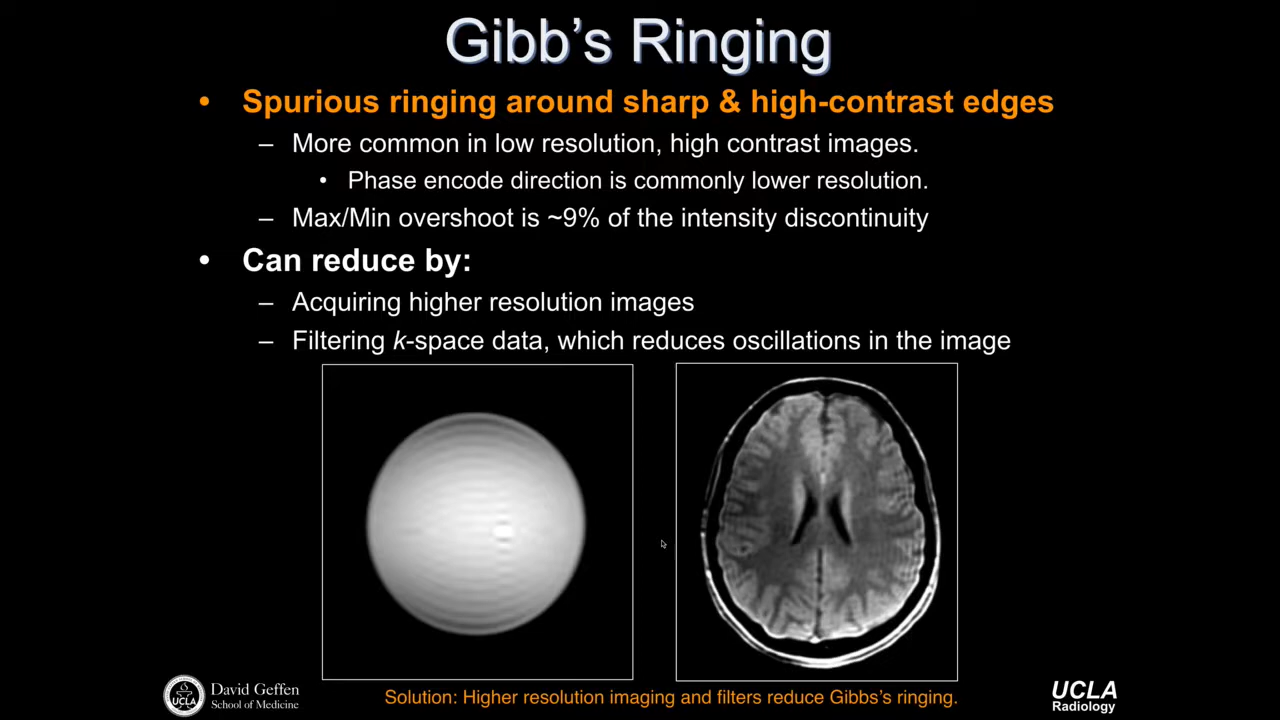 Gibb's Ringing
• Spurious ringing around sharp & high-contrast edges
– More common in low resolution, high contrast images.
• Phase encode direction is commonly lower resolution.
– Max/Min overshoot is ~9% of the intensity discontinuity
• Can reduce by:
– Acquiring higher resolution images
– Filtering k-space data, which reduces oscillations in the image
UCLA
David Geffen
School of Medicine
Solution: Higher resolution imaging and filters reduce Gibbs's ringing.
UCLA
Radiology